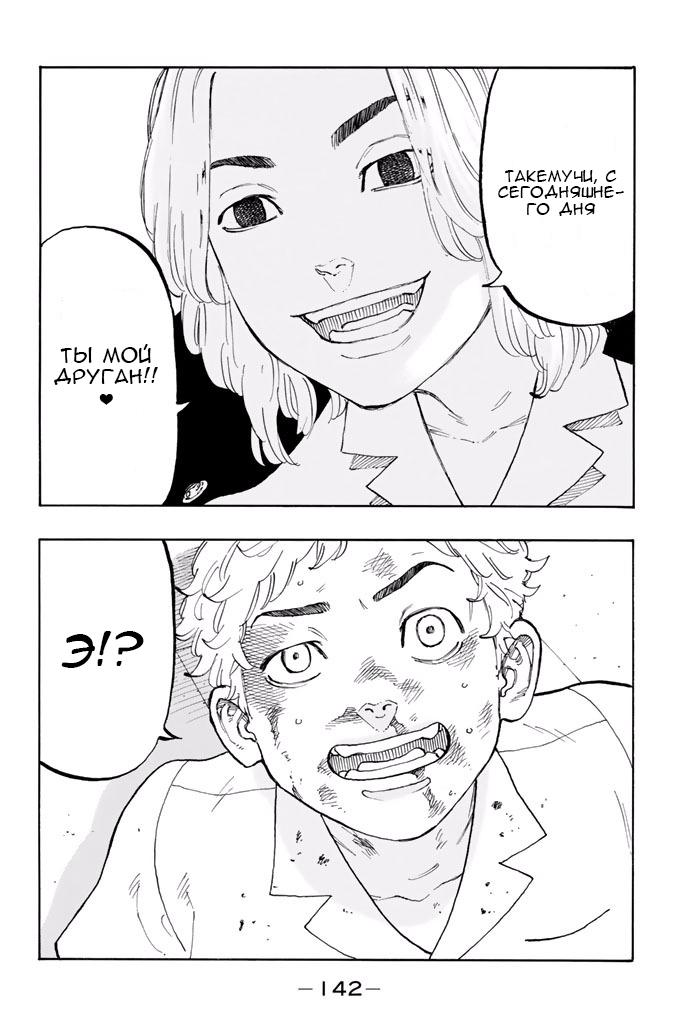 ТАКЕМУЧИ, С
СЕГОДНЯШНЕ-
ГО ДНЯ
ТЫ МОЙ
ДРУГАН!!
♥
Э!?
—142—